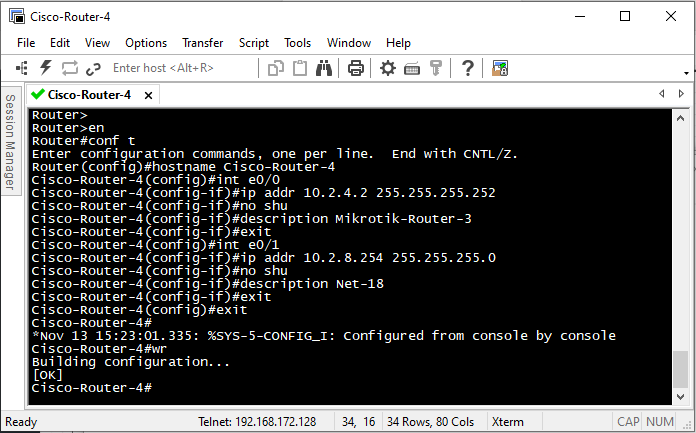 Cisco-Router-4
File Edit View Options Transfer Script Tools Window Help
Enter host <Alt+R>
Session Manager
Cisco-Router-4
Router>
Router>en
Router#conf t
Enter configuration commands, one per line.  End with CNTL/Z.
Router(config)#hostname Cisco-Router-4
Cisco-Router-4(config)#int e0/0
Cisco-Router-4(config-if)#ip addr 10.2.4.2 255.255.255.252
Cisco-Router-4(config-if)#no shu
Cisco-Router-4(config-if)#description Mikrotik-Router-3
Cisco-Router-4(config-if)#exit
Cisco-Router-4(config)#int e0/1
Cisco-Router-4(config-if)#ip addr 10.2.8.254 255.255.255.0
Cisco-Router-4(config-if)#no shu
Cisco-Router-4(config-if)#description Net-18
Cisco-Router-4(config-if)#exit
Cisco-Router-4(config)#exit
Cisco-Router-4#
*Nov 13 15:23:01.335: %SYS-5-CONFIG_I: Configured from console by console
Cisco-Router-4#wr
Building configuration...
[OK]
Cisco-Router-4#
Ready Telnet: 192.168.172.128 34, 16 34 Rows, 80 Cols Xterm CAP NUM